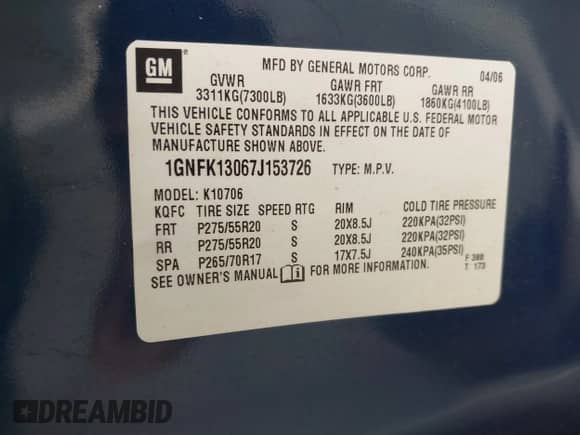 GM
MFD BY GENERAL MOTORS CORP. 04/06
GVWR GAWR FRT GAWR RR
3311KG(7300LB) 1633KG(3600LB) 1860KG(4100LB)
THIS VEHICLE CONFORMS TO ALL APPLICABLE U.S. FEDERAL MOTOR
VEHICLE SAFETY STANDARDS IN EFFECT ON THE DATE OF
MANUFACTURE SHOWN ABOVE.
1GNFK13067J153726 TYPE: M.P.V.
MODEL: K10706
KQFC TIRE SIZE SPEED RTG RIM COLD TIRE PRESSURE
FRT P275/55R20 S 20X8.5J 220KPA(32PSI)
RR P275/55R20 S 20X8.5J 220KPA(32PSI)
SPA P265/70R17 S 17X7.5J 240KPA(35PSI)
SEE OWNER'S MANUAL FOR MORE INFORMATION. F 388
T 173
DREAMBID